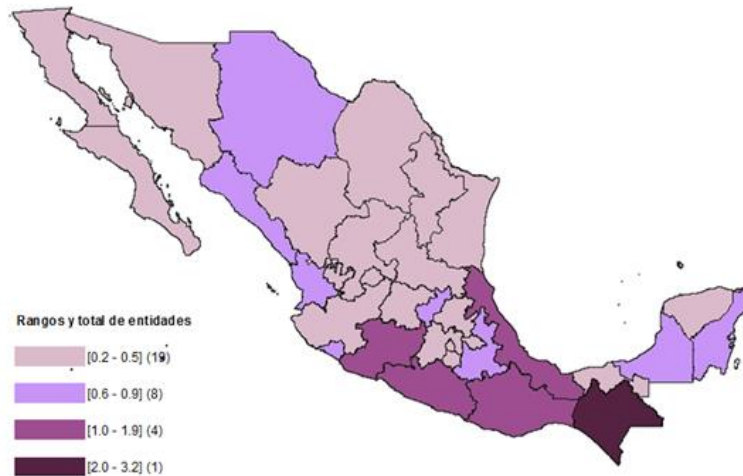 Rangos y total de entidades
[0.2 - 0.5] (19)
[0.6 - 0.9] (8)
[1.0 - 1.9] (4)
[2.0 - 3.2] (1)